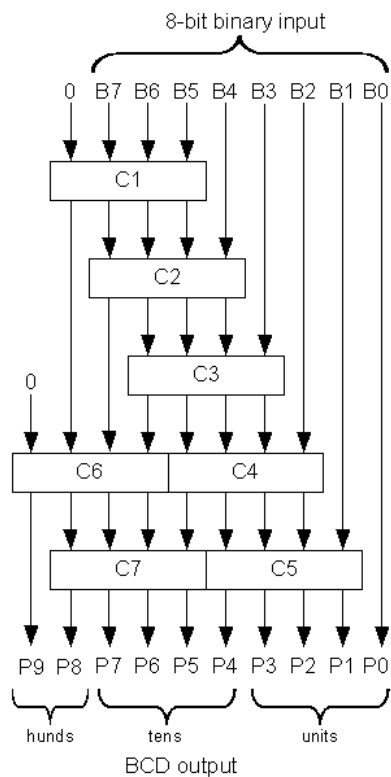 8-bit binary input
0 B7 B6 B5 B4 B3 B2 B1 B0
C1
C2
C3
0
C6 C4
C7 C5
P9 P8 P7 P6 P5 P4 P3 P2 P1 P0
hunds tens units
BCD output